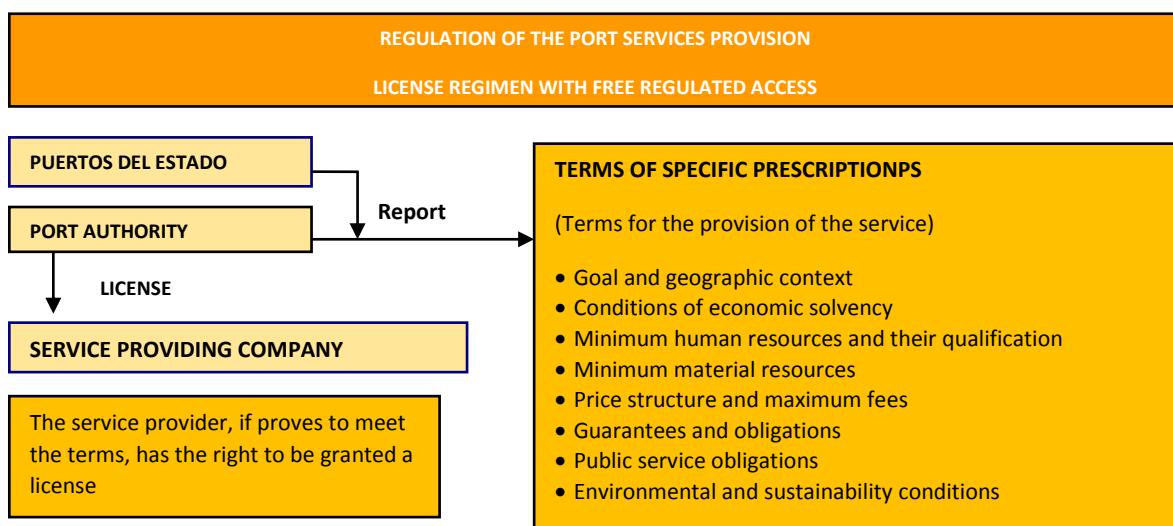 REGULATION OF THE PORT SERVICES PROVISION
LICENSE REGIMEN WITH FREE REGULATED ACCESS
PUERTOS DEL ESTADO
Report
PORT AUTHORITY
LICENSE
SERVICE PROVIDING COMPANY
The service provider, if proves to meet
the terms, has the right to be granted a
license
TERMS OF SPECIFIC PRESCRIPTIONPS
(Terms for the provision of the service)
• Goal and geographic context
• Conditions of economic solvency
• Minimum human resources and their qualification
• Minimum material resources
• Price structure and maximum fees
• Guarantees and obligations
• Public service obligations
• Environmental and sustainability conditions